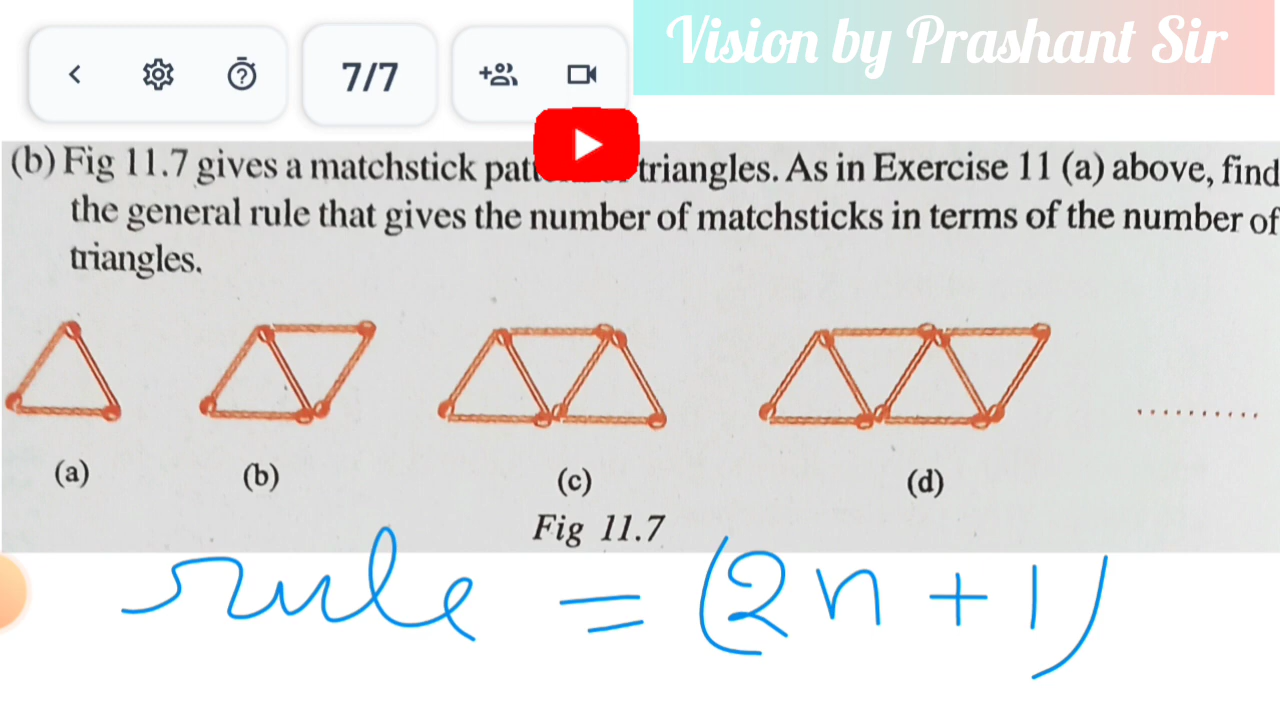 Vision by Prashant Sir
7/7
(b) Fig 11.7 gives a matchstick triangles. As in Exercise 11 (a) above, find
the general rule that gives the number of matchsticks in terms of the number of
triangles.
(a) (b) (c) (d)
Fig 11.7
rule = (2n+1)